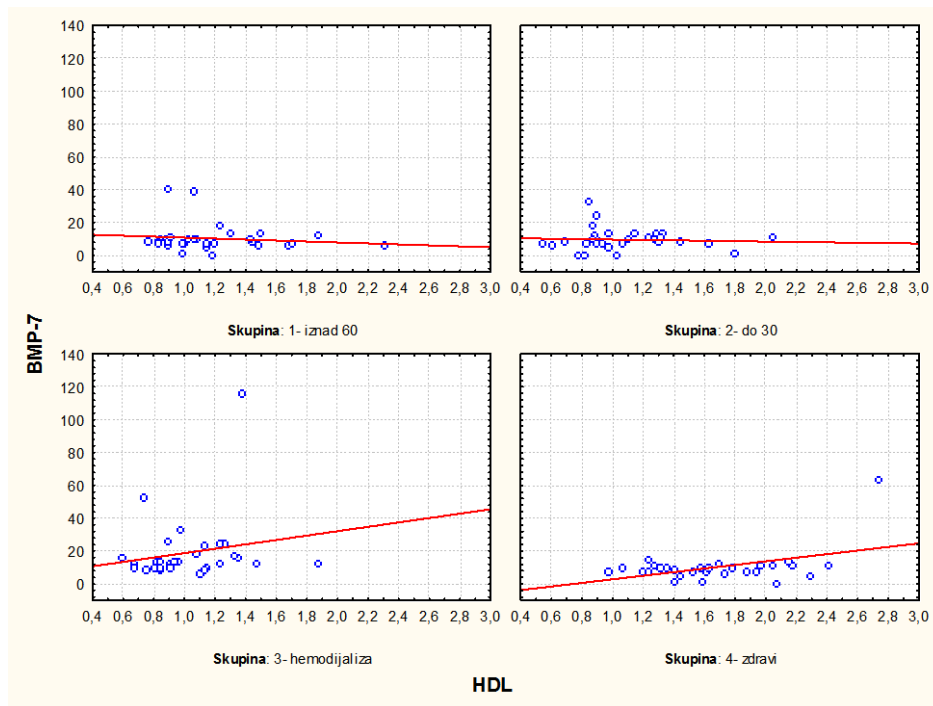 140
120
100
80
60
40
20
0
0,4 0,6 0,8 1,0 1,2 1,4 1,6 1,8 2,0 2,2 2,4 2,6 2,8 3,0
Skupina: 1- iznad 60
0,4 0,6 0,8 1,0 1,2 1,4 1,6 1,8 2,0 2,2 2,4 2,6 2,8 3,0
Skupina: 2- do 30
BMP-7
140
120
100
80
60
40
20
0
0,4 0,6 0,8 1,0 1,2 1,4 1,6 1,8 2,0 2,2 2,4 2,6 2,8 3,0
Skupina: 3- hemodijaliza
0,4 0,6 0,8 1,0 1,2 1,4 1,6 1,8 2,0 2,2 2,4 2,6 2,8 3,0
Skupina: 4- zdravi
HDL